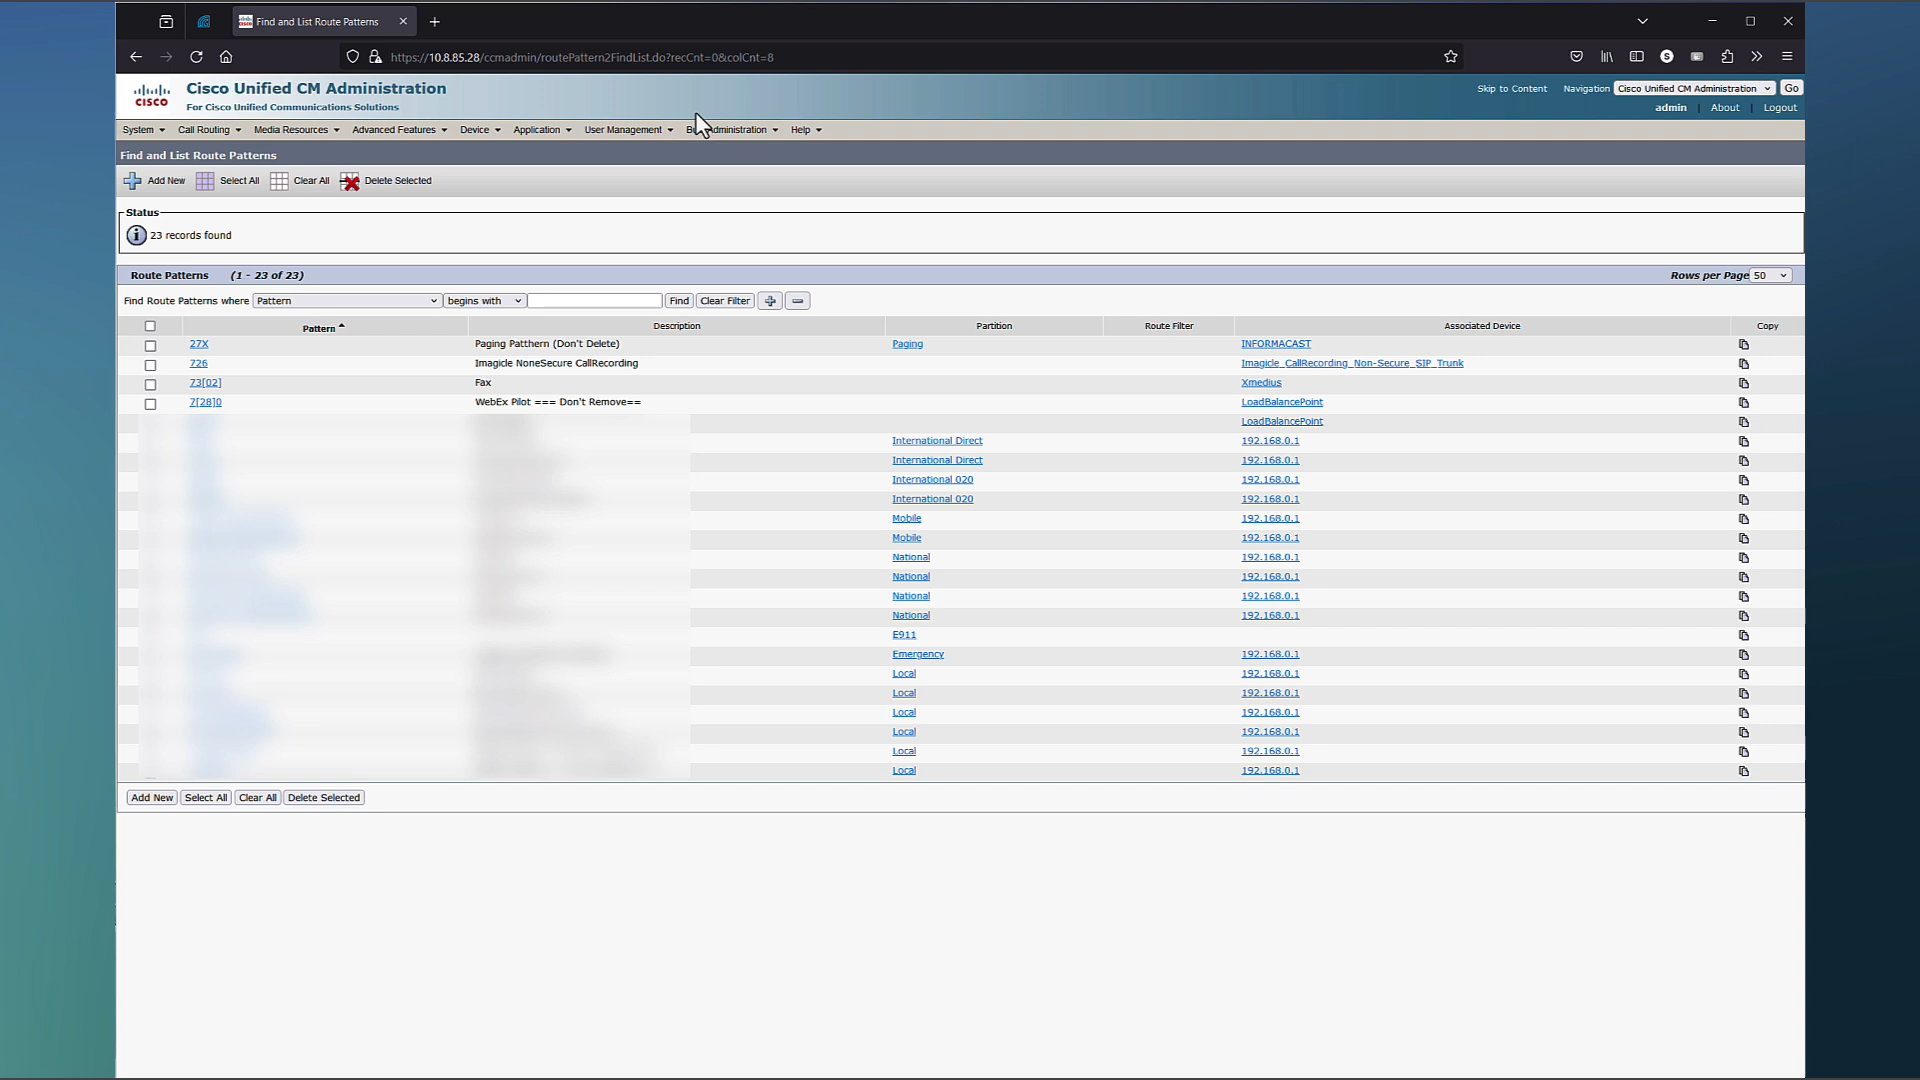 Find and List Route Patterns
https://10.8.85.28/ccmadmin/routePattern2FindList.do?recCnt=0&colCnt=8
CISCO
Cisco Unified CM Administration
For Cisco Unified Communications Solutions
Skip to Content Navigation Cisco Unified CM Administration Go
admin | About | Logout
System Call Routing Media Resources Advanced Features Device Application User Management Administration Help
Find and List Route Patterns
Add New Select All Clear All Delete Selected
Status
23 records found
Route Patterns (1 - 23 of 23) Rows per Page 50
Find Route Patterns where Pattern begins with Find Clear Filter
Pattern Description Partition Route Filter Associated Device Copy
27X Paging Patthern (Don't Delete) Paging INFORMACAST
726 Imagicle NoneSecure CallRecording Imagicle_CallRecording_Non-Secure_SIP_Trunk
73[02] Fax Xmedius
7[28]0 WebEx Pilot === Don't Remove== LoadBalancePoint
LoadBalancePoint
International Direct 192.168.0.1
International Direct 192.168.0.1
International 020 192.168.0.1
International 020 192.168.0.1
Mobile 192.168.0.1
Mobile 192.168.0.1
National 192.168.0.1
National 192.168.0.1
National 192.168.0.1
National 192.168.0.1
E911
Emergency 192.168.0.1
Local 192.168.0.1
Local 192.168.0.1
Local 192.168.0.1
Local 192.168.0.1
Local 192.168.0.1
Local 192.168.0.1
Add New Select All Clear All Delete Selected